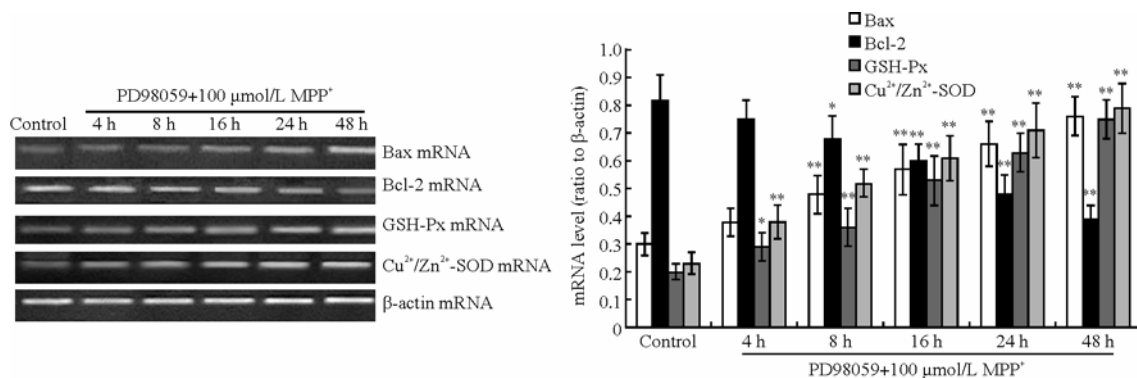 PD98059+100 μmol/L MPP⁺
Control 4 h 8 h 16 h 24 h 48 h
Bax mRNA
Bcl-2 mRNA
GSH-Px mRNA
Cu²⁺/Zn²⁺-SOD mRNA
β-actin mRNA
Bax
Bcl-2
GSH-Px
Cu²⁺/Zn²⁺-SOD
mRNA level (ratio to β-actin)
1.0
0.9
0.8
0.7
0.6
0.5
0.4
0.3
0.2
0.1
0
* ** ** * ** ** ** ** ** ** ** ** ** ** ** ** ** **
Control 4 h 8 h 16 h 24 h 48 h
PD98059+100 μmol/L MPP⁺